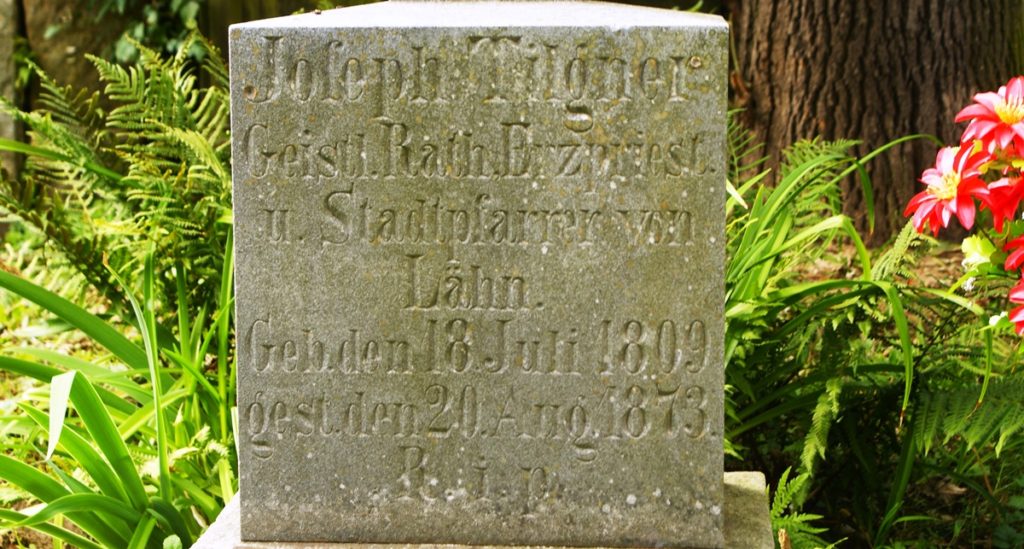 Joſeph Tilgner
Geistl. Rath, Erzpriest.
u. Stadtpfarrer von
Lähn.
Geb. den 18. Juli 1809
gest. den 20. Aug. 1873.
R. i. p.